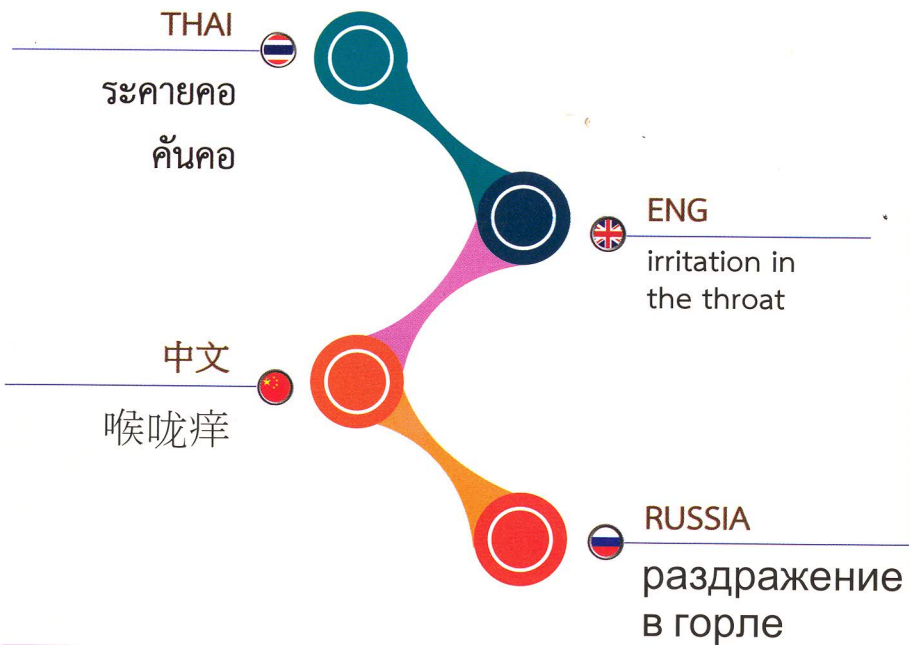 THAI
ระคายคอ
คันคอ
ENG
irritation in
the throat
中文
喉咙痒
RUSSIA
раздражение
в горле